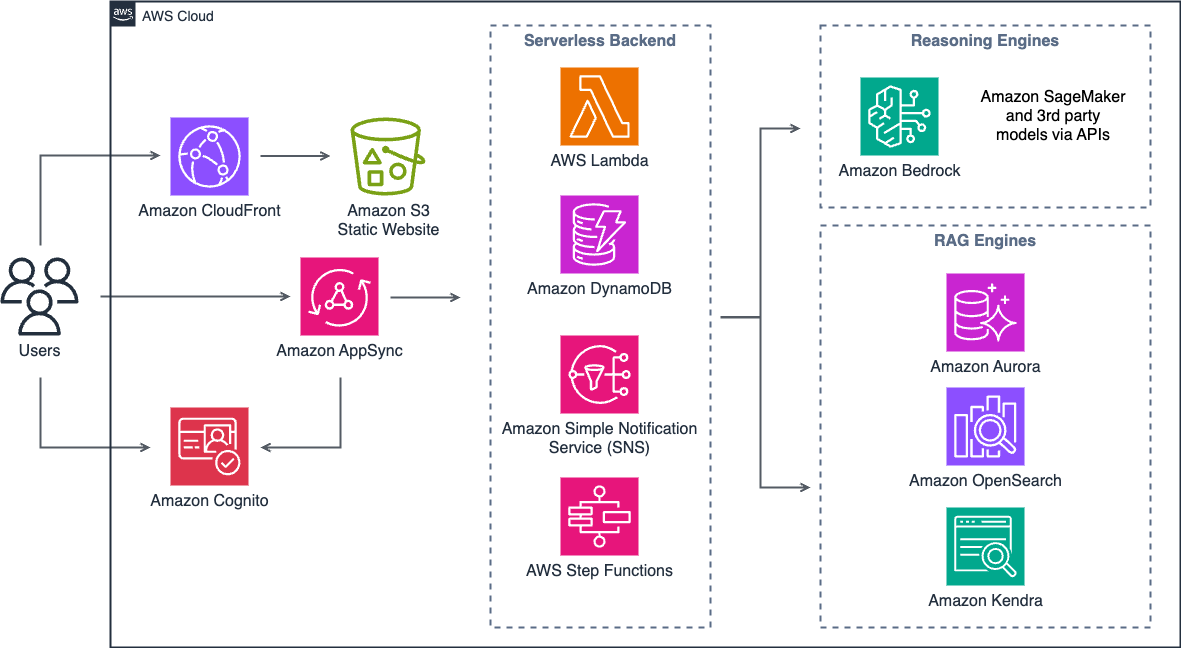 aws
AWS Cloud
Serverless Backend
AWS Lambda
Amazon DynamoDB
Amazon Simple Notification
Service (SNS)
AWS Step Functions
Reasoning Engines
Amazon Bedrock
Amazon SageMaker
and 3rd party
models via APIs
RAG Engines
Amazon Aurora
Amazon OpenSearch
Amazon Kendra
Amazon CloudFront
Amazon S3
Static Website
Users
Amazon AppSync
Amazon Cognito